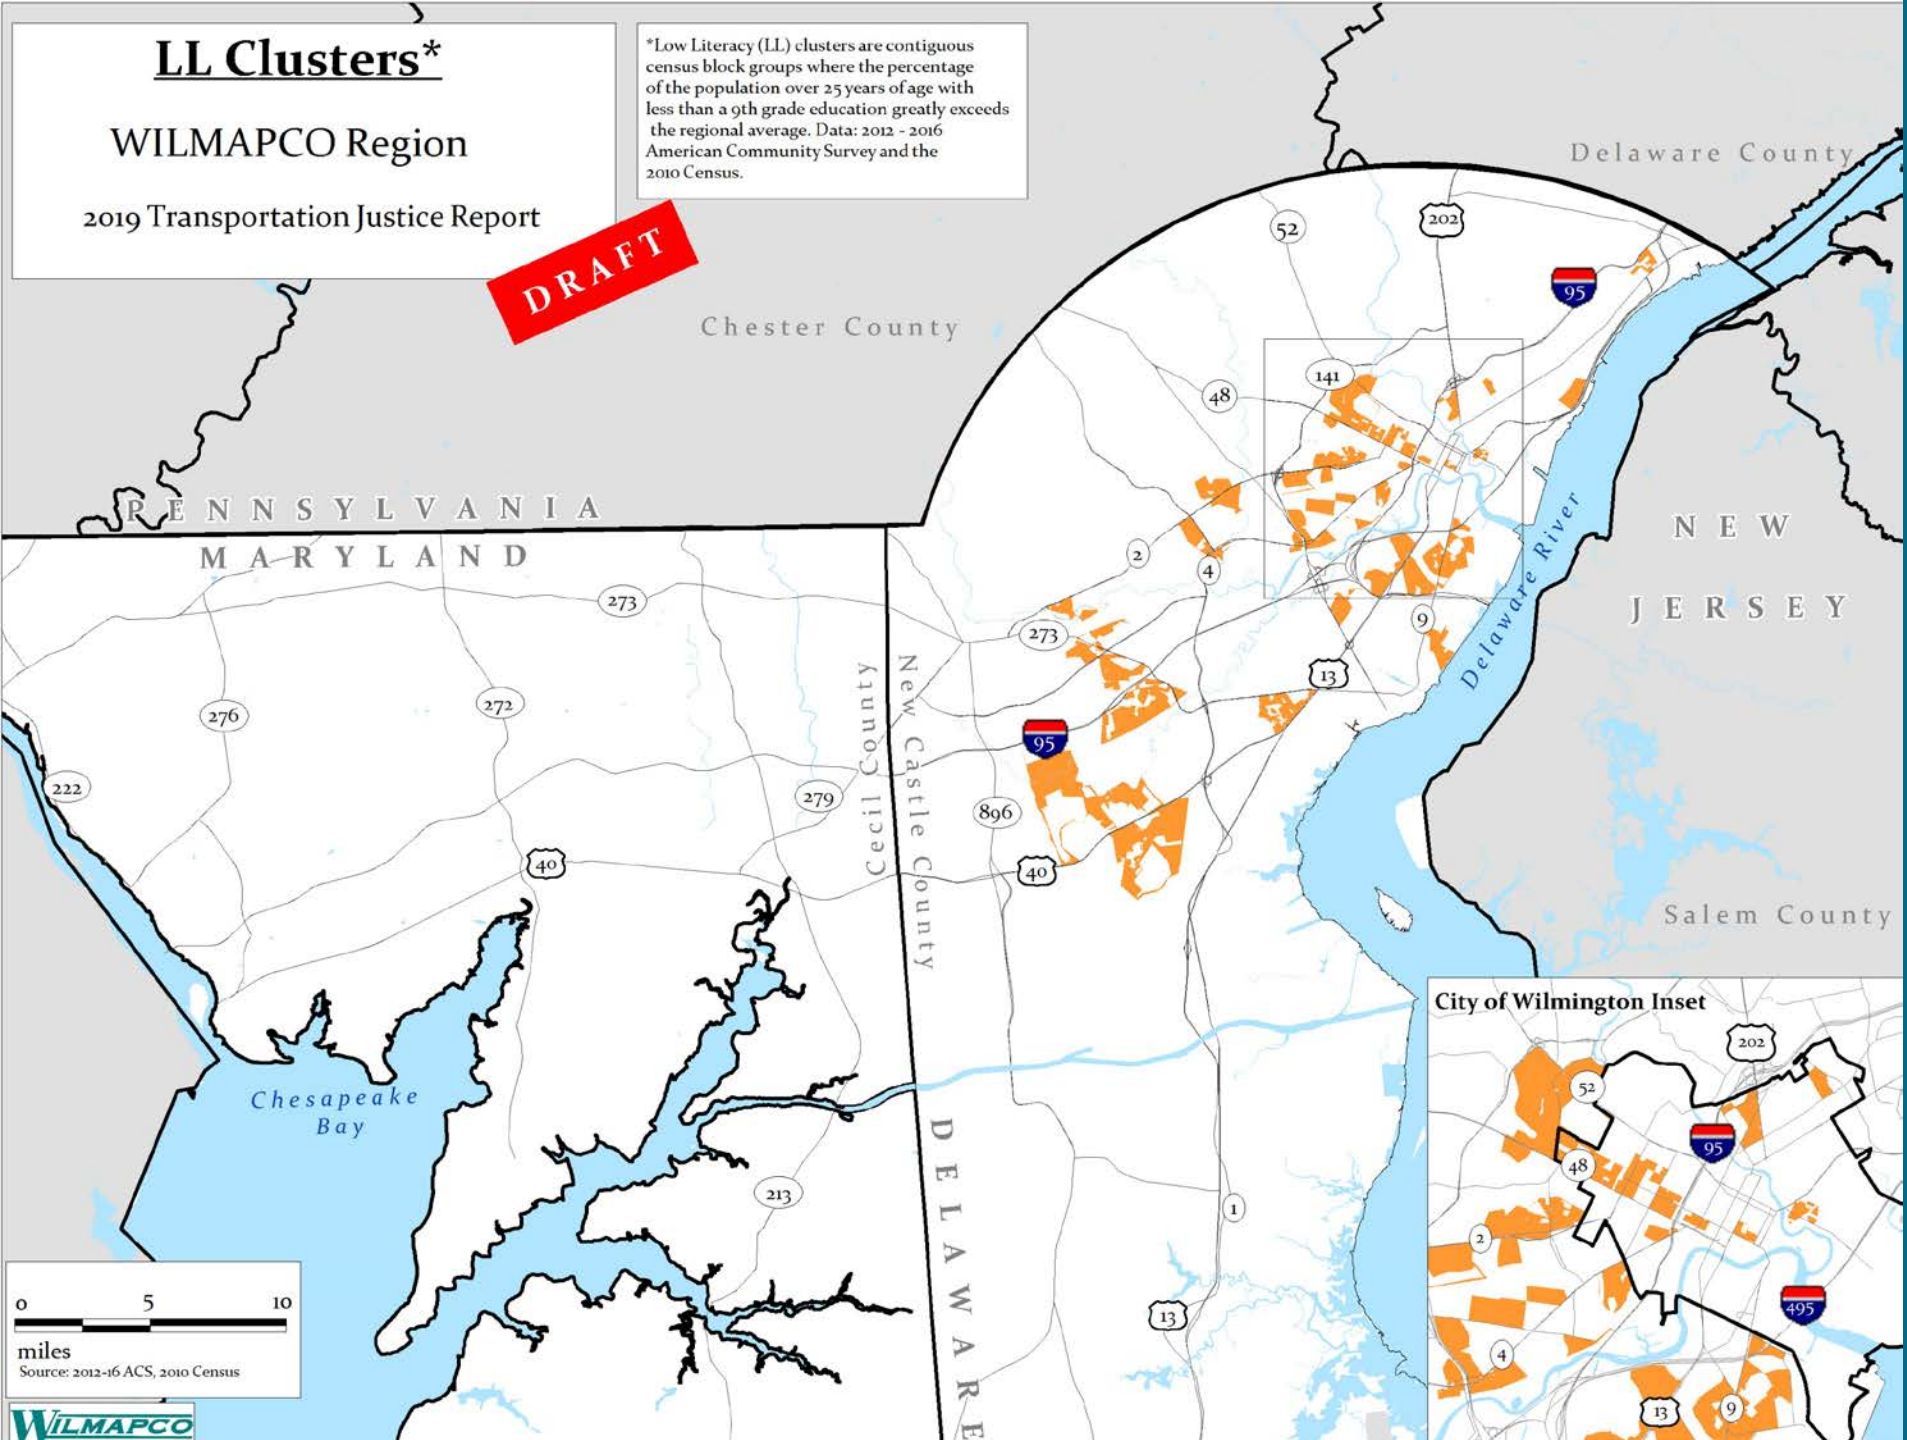 LL Clusters*
WILMAPCO Region
2019 Transportation Justice Report
*Low Literacy (LL) clusters are contiguous
census block groups where the percentage
of the population over 25 years of age with
less than a 9th grade education greatly exceeds
the regional average. Data: 2012 - 2016
American Community Survey and the
2010 Census.
DRAFT
Delaware County
Chester County
52
202
95
141
48
PENNSYLVANIA
MARYLAND
NEW
JERSEY
Delaware River
2
4
273
273
9
13
276
272
95
222
279
896
Cecil County
New Castle County
40
40
Salem County
Chesapeake
Bay
213
1
13
DELAWARE
City of Wilmington Inset
202
52
95
48
2
495
4
13
9
0 5 10
miles
Source: 2012-16 ACS, 2010 Census
WILMAPCO